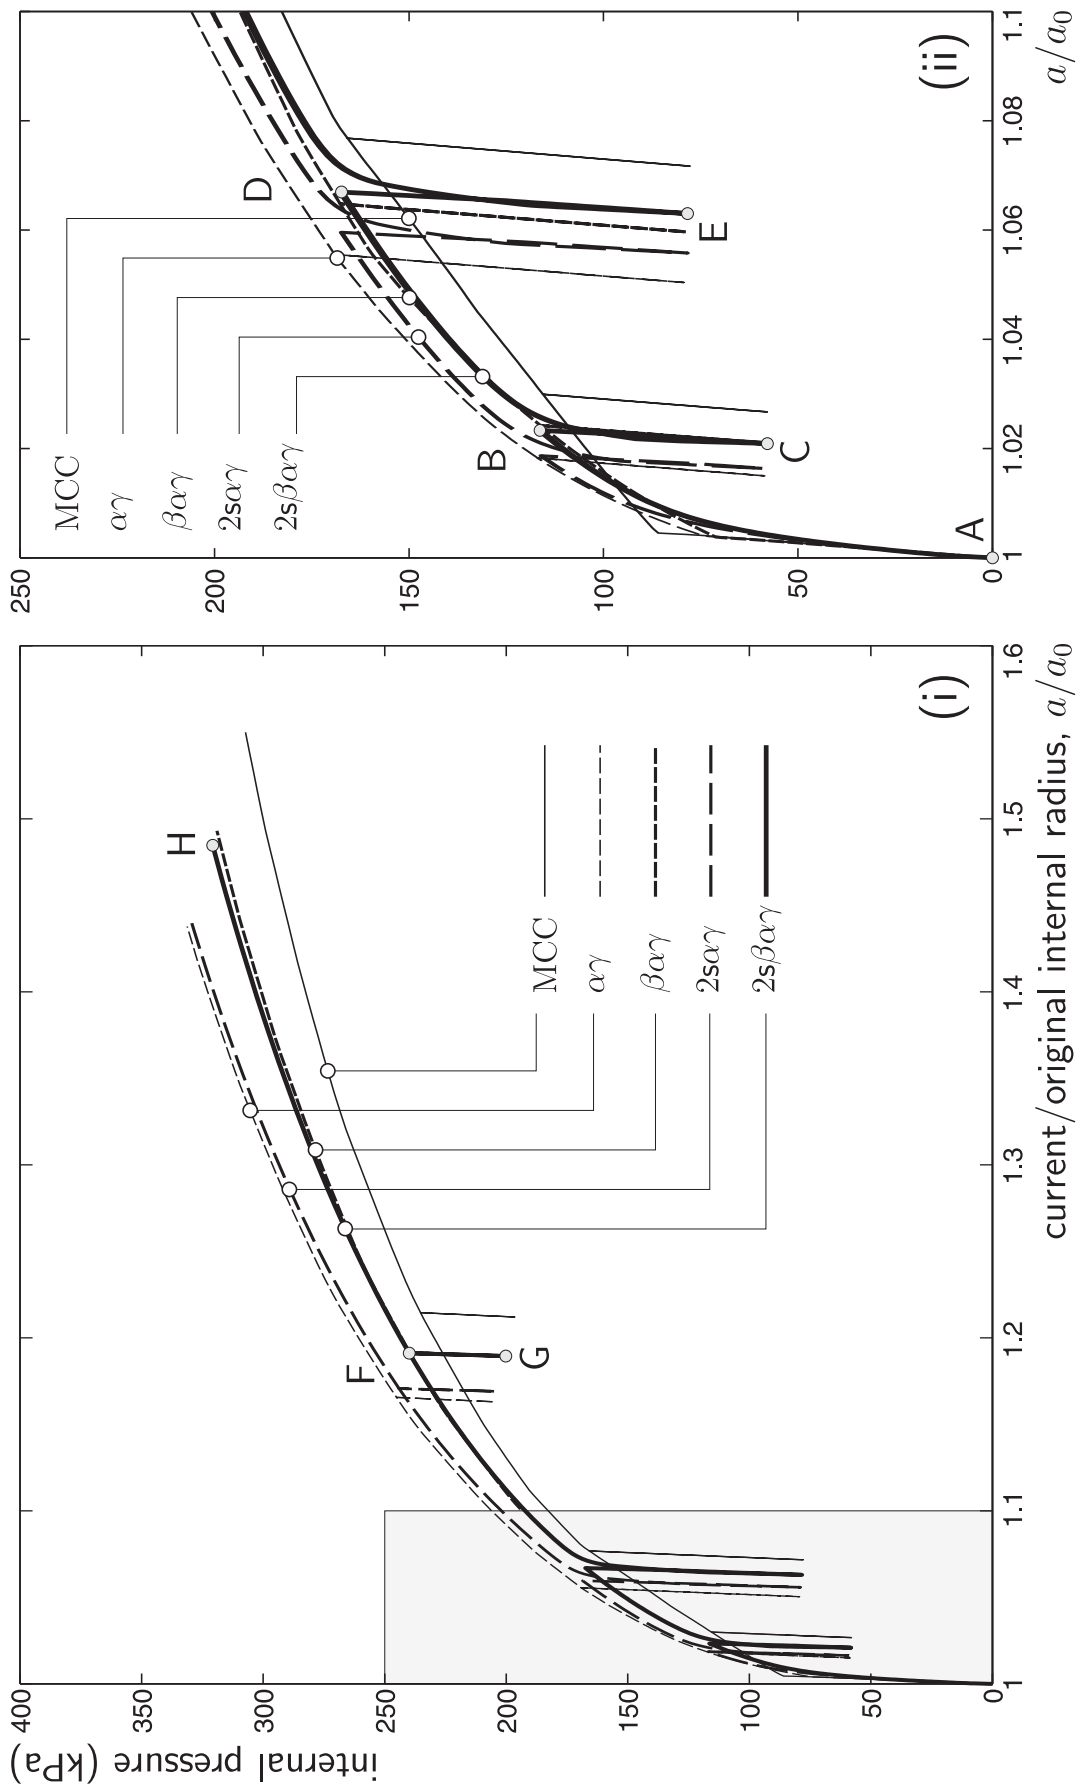 internal pressure (kPa)
400
350
300
250
200
150
100
50
0
1
1.1
1.2
1.3
1.4
1.5
1.6
current/original internal radius, a/a₀
F
G
H
MCC
αγ
βαγ
2sαγ
2sβαγ
(i)
250
200
150
100
50
0
1
1.02
1.04
1.06
1.08
1.1
a/a₀
MCC
αγ
βαγ
2sαγ
2sβαγ
A
B
C
D
E
(ii)